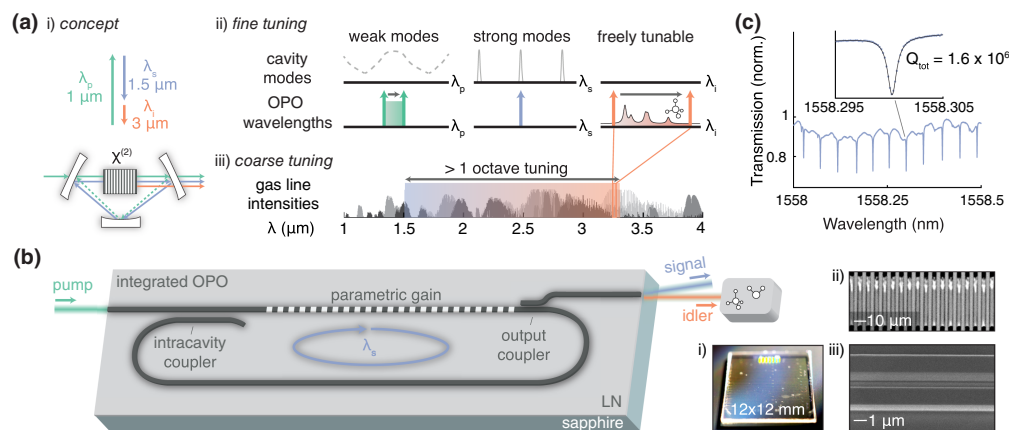 (a) i) concept
λp
1 μm
λs
1.5 μm
λi
3 μm
χ(2)
ii) fine tuning
weak modes strong modes freely tunable
cavity modes
λp λs λi
OPO wavelengths
λp λs λi
iii) coarse tuning
> 1 octave tuning
gas line intensities
λ (μm) 1 1.5 2 2.5 3 3.5 4
(c)
Transmission (norm.)
1
0.8
Qtot = 1.6 x 10⁶
1558.295 1558.305
1558 1558.25 1558.5
Wavelength (nm)
(b)
integrated OPO
pump
parametric gain
signal
idler
intracavity coupler
λs
output coupler
LN
sapphire
i)
12x12 mm
ii)
10 μm
iii)
1 μm